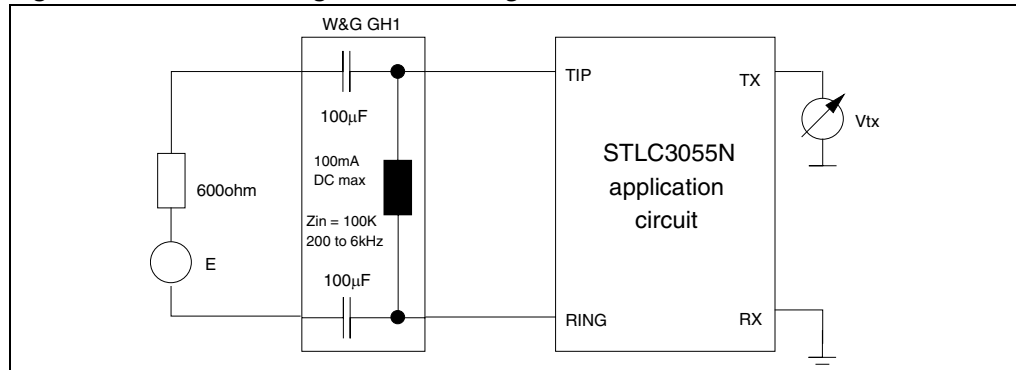 W&G GH1
TIP
TX
100μF
Vtx
100mA
DC max
STLC3055N
application
circuit
600ohm
Zin = 100K
200 to 6kHz
E
100μF
RING
RX